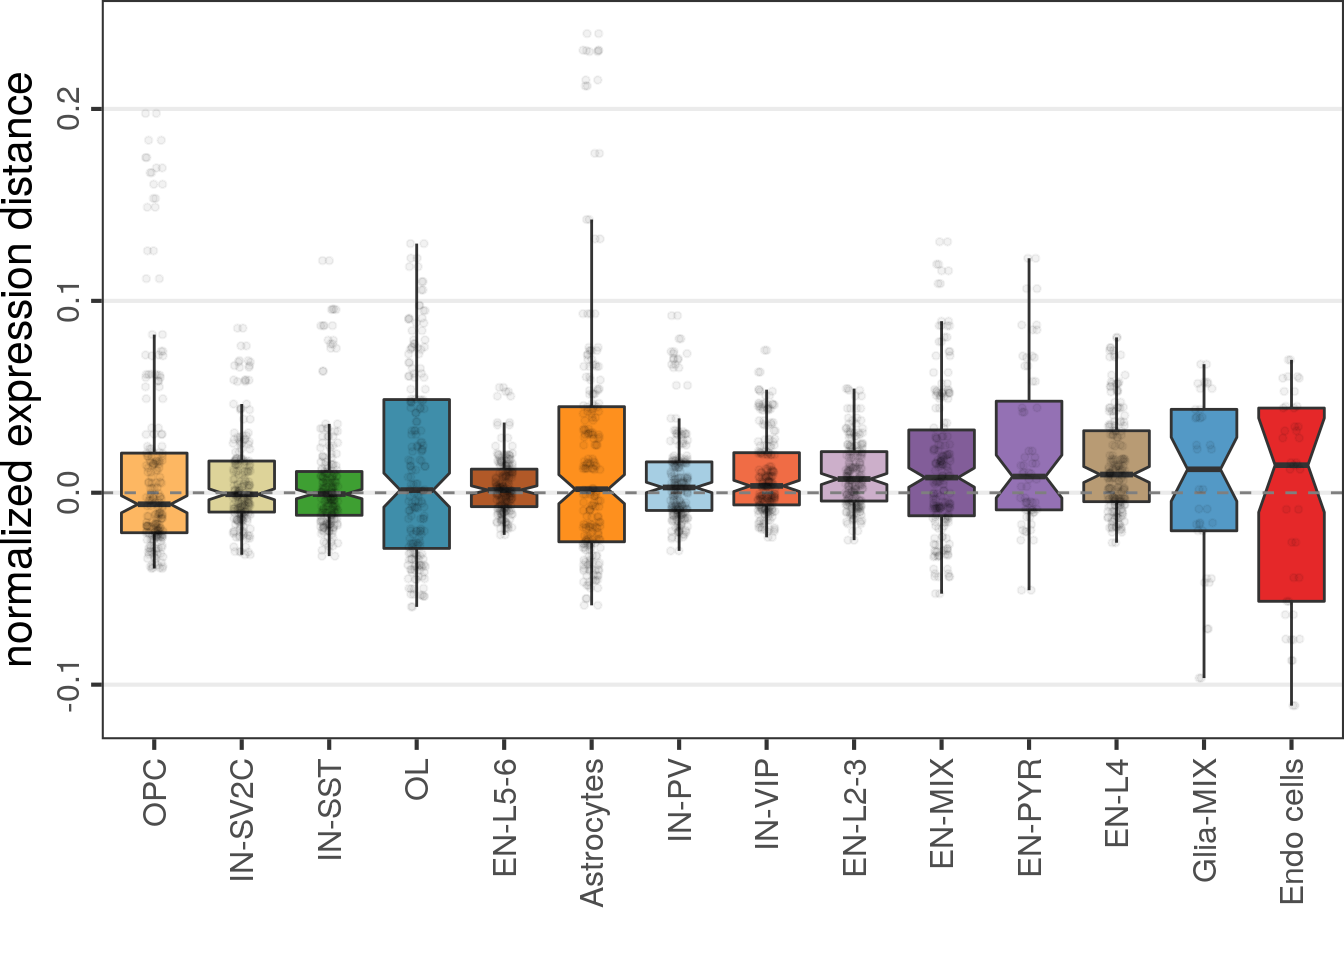 normalized expression distance
0.2
0.1
0.0
-0.1
OPC
IN-SV2C
IN-SST
OL
EN-L5-6
Astrocytes
IN-PV
IN-VIP
EN-L2-3
EN-MIX
EN-PYR
EN-L4
Glia-MIX
Endo cells